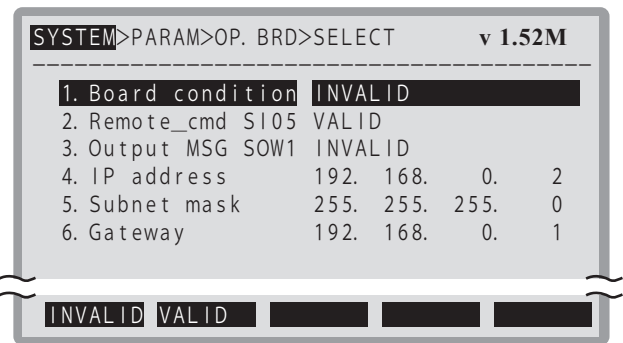 SYSTEM>PARAM>OP. BRD>SELECT v 1.52M
1. Board condition INVALID
2. Remote_cmd SI05 VALID
3. Output MSG SOW1 INVALID
4. IP address 192. 168. 0. 2
5. Subnet mask 255. 255. 255. 0
6. Gateway 192. 168. 0. 1
INVALID VALID